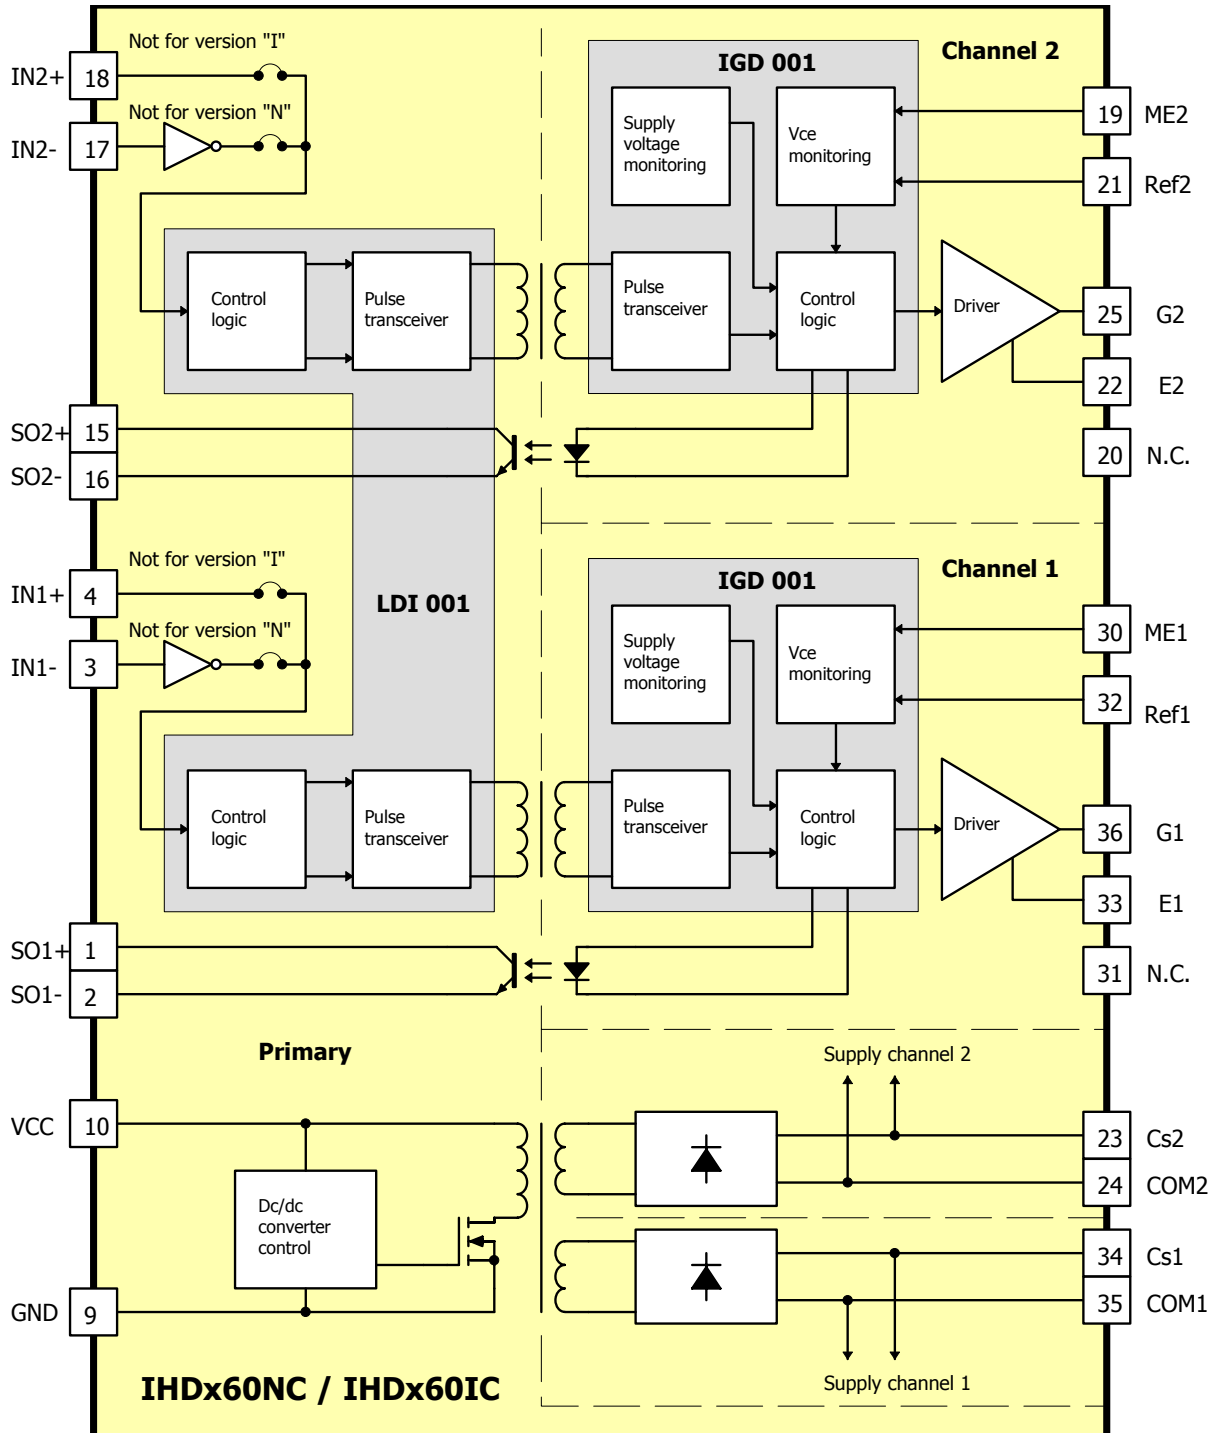 Not for version "I"
IN2+
18
Not for version "N"
IN2-
17
IGD 001
Channel 2
Supply
voltage
monitoring
Vce
monitoring
19
ME2
21
Ref2
Control
logic
Pulse
transceiver
Pulse
transceiver
Control
logic
Driver
25
G2
22
E2
SO2+
15
SO2-
16
20
N.C.
Not for version "I"
IN1+
4
Not for version "N"
IN1-
3
LDI 001
IGD 001
Channel 1
Supply
voltage
monitoring
Vce
monitoring
30
ME1
32
Ref1
Control
logic
Pulse
transceiver
Pulse
transceiver
Control
logic
Driver
36
G1
33
E1
SO1+
1
SO1-
2
31
N.C.
Primary
Supply channel 2
VCC
10
23
Cs2
24
COM2
Dc/dc
converter
control
34
Cs1
GND
9
35
COM1
Supply channel 1
IHDx60NC / IHDx60IC